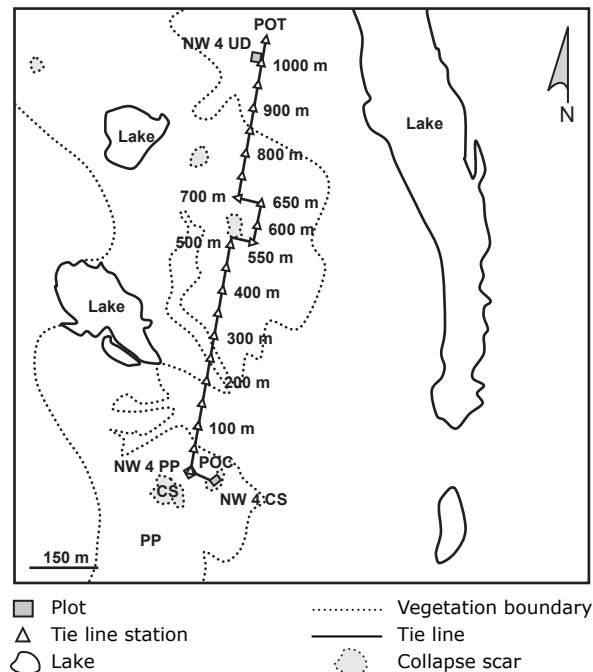 POT
NW 4 UD
1000 m
900 m
Lake
Lake
800 m
700 m
650 m
600 m
500 m
550 m
400 m
Lake
300 m
200 m
100 m
NW 4 PP
POC
CS
NW 4 CS
PP
150 m
N
Plot
Vegetation boundary
Tie line station
Tie line
Lake
Collapse scar